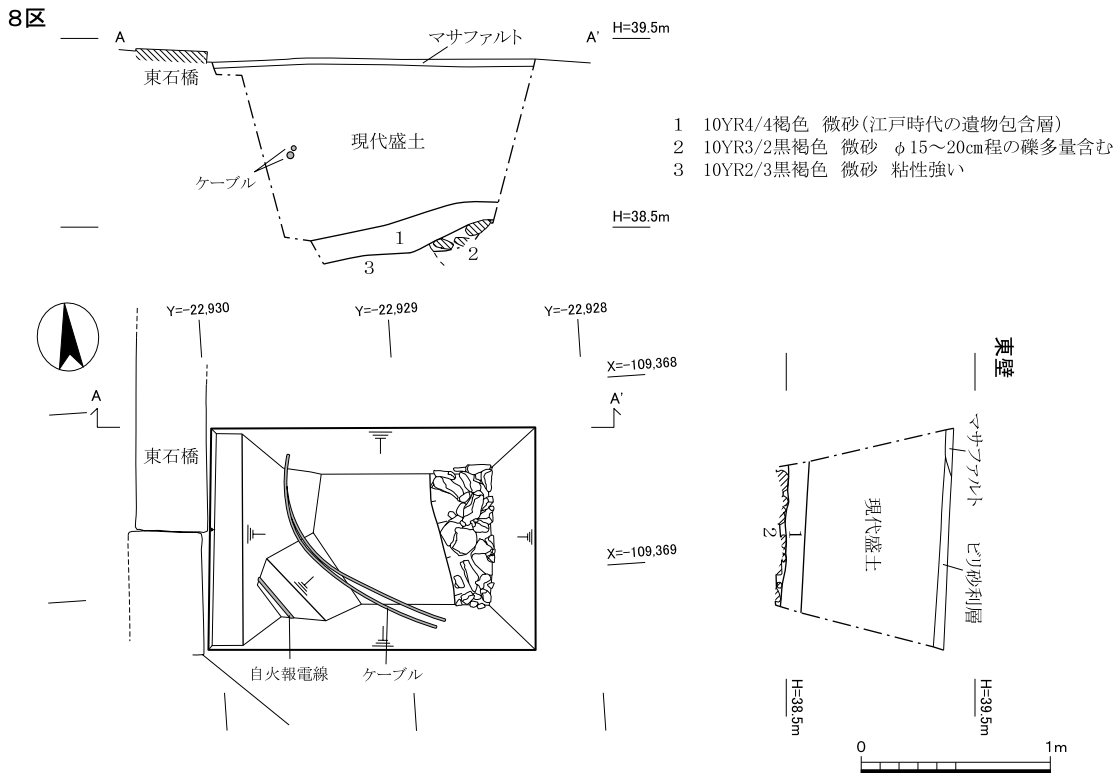 8区
A
A'
H=39.5m
マサファルト
東石橋
現代盛土
ケーブル
H=38.5m
1
2
3
1 10YR4/4褐色 微砂(江戸時代の遺物包含層)
2 10YR3/2黒褐色 微砂 φ15～20cm程の礫多量含む
3 10YR2/3黒褐色 微砂 粘性強い
Y=-22,930
Y=-22,929
Y=-22,928
X=-109,368
A
A'
東石橋
X=-109,369
自火報電線
ケーブル
東壁
マサファルト
現代盛土
1
2
ビリ砂利層
H=38.5m
H=39.5m
0
1m